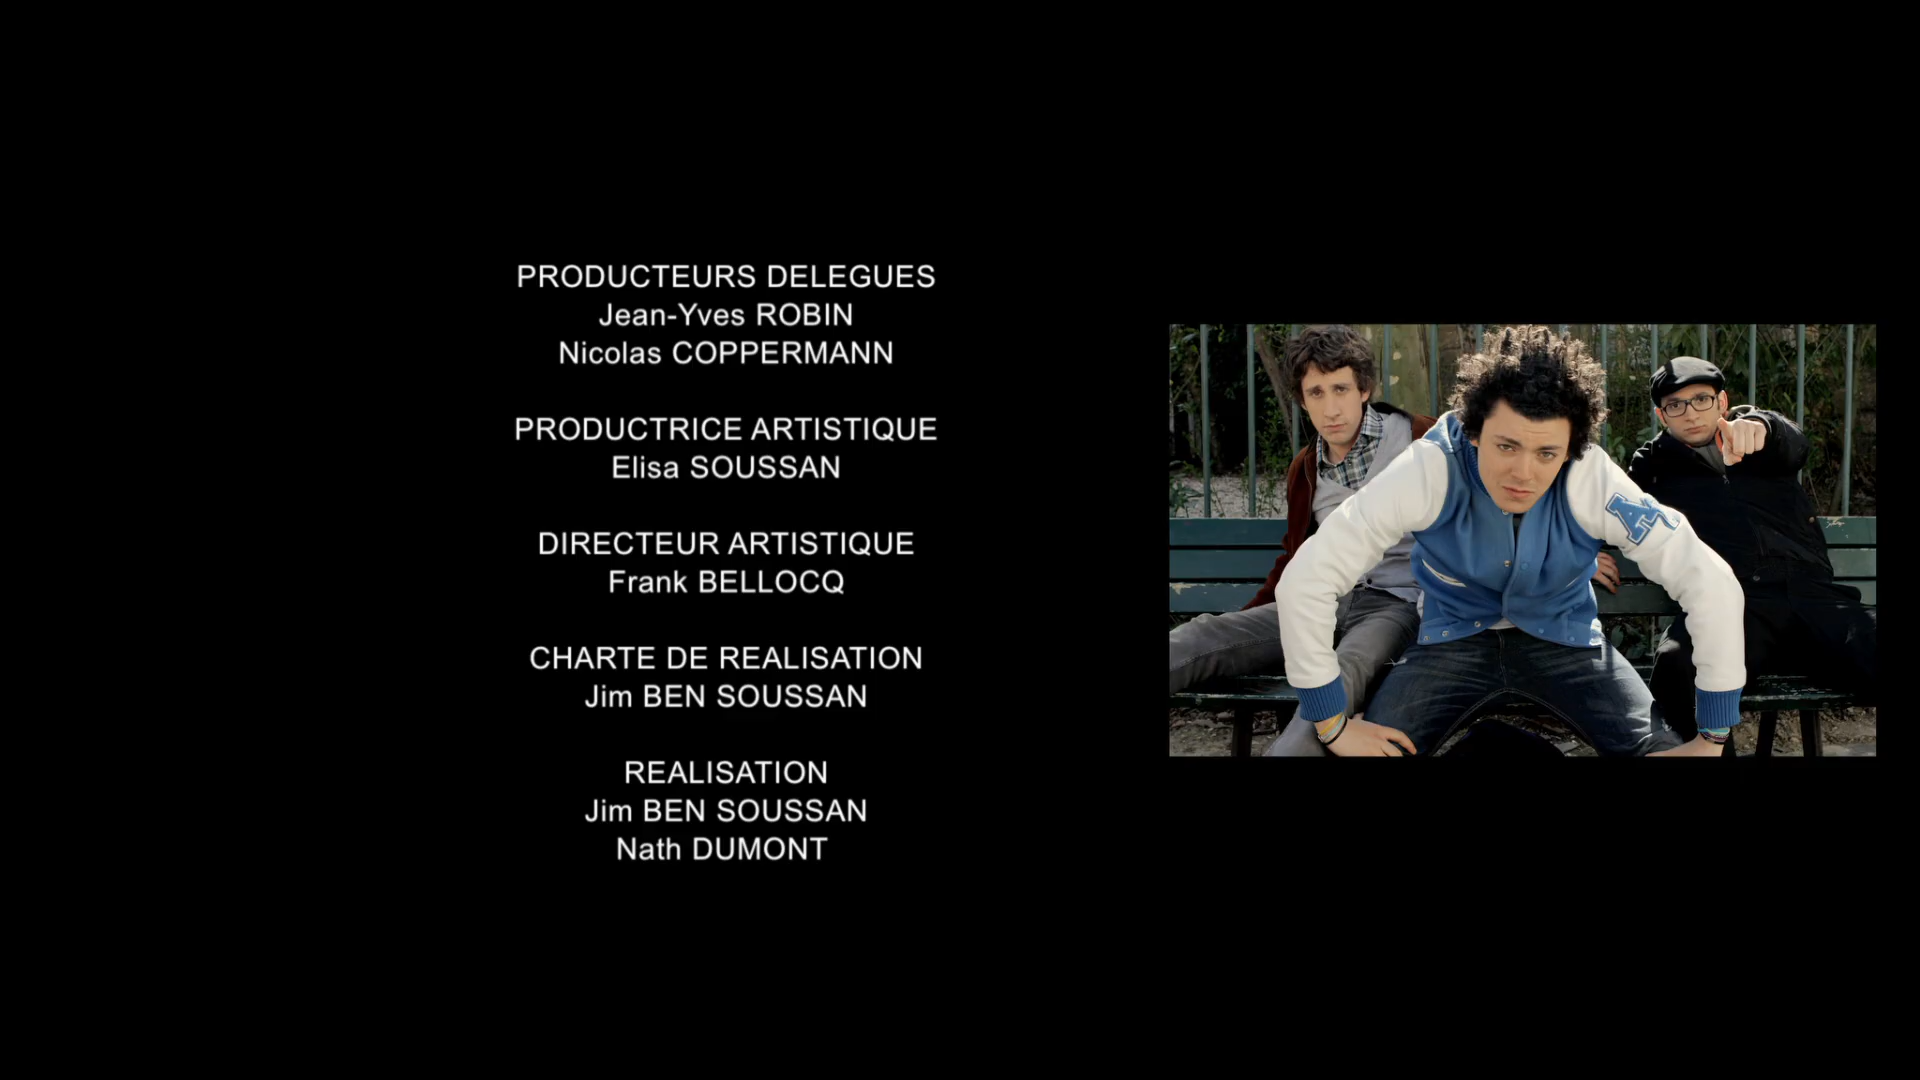 PRODUCTEURS DELEGUES
Jean-Yves ROBIN
Nicolas COPPERMANN
PRODUCTRICE ARTISTIQUE
Elisa SOUSSAN
DIRECTEUR ARTISTIQUE
Frank BELLOCQ
CHARTE DE REALISATION
Jim BEN SOUSSAN
REALISATION
Jim BEN SOUSSAN
Nath DUMONT
A